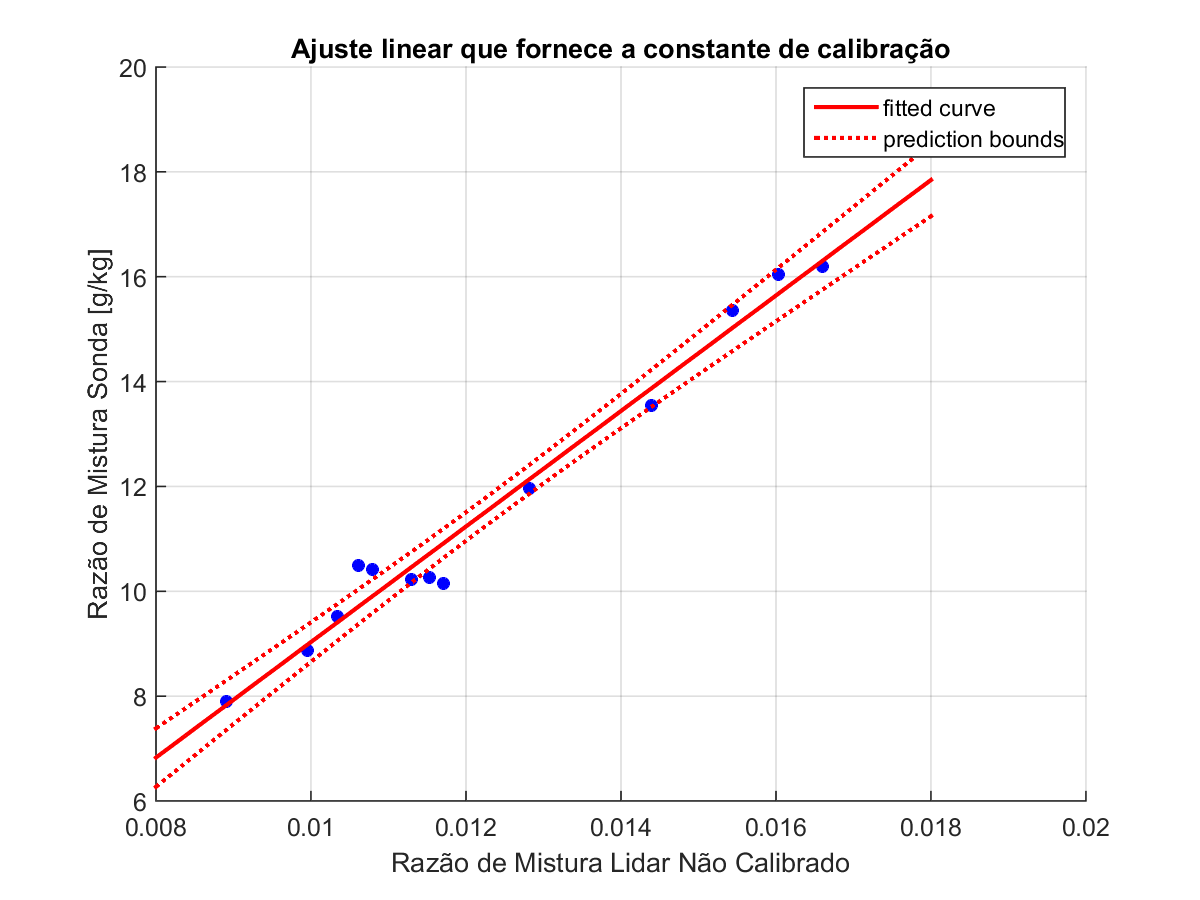 Ajuste linear que fornece a constante de calibração
fitted curve
prediction bounds
20
18
16
14
12
10
8
6
Razão de Mistura Sonda [g/kg]
0.008 0.01 0.012 0.014 0.016 0.018 0.02
Razão de Mistura Lidar Não Calibrado